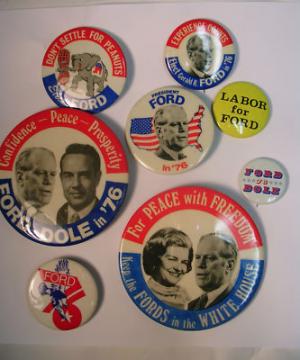 DON'T SETTLE FOR PEANUTS
FORD
EXPERIENCE COUNTS
Elect Gerald R. FORD in '76
PRESIDENT
FORD
in '76
LABOR for
FORD
FORD
DOLE
Confidence - Peace - Prosperity
FORD DOLE in '76
For PEACE with FREEDOM
Keep the FORDS in the WHITE HOUSE
FORD